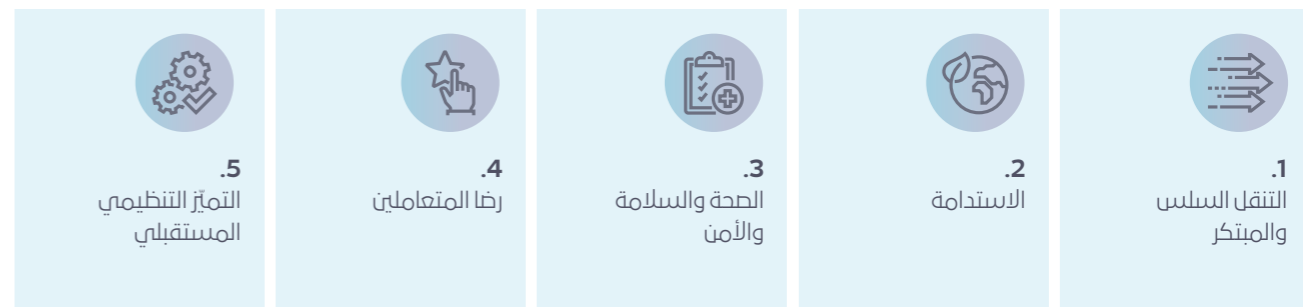 1.
التنقل السلس
والمبتكر
2.
الاستدامة
3.
الصحة والسلامة
والأمن
4.
رضا المتعاملين
5.
التميّز التنظيمي
المستقبلي